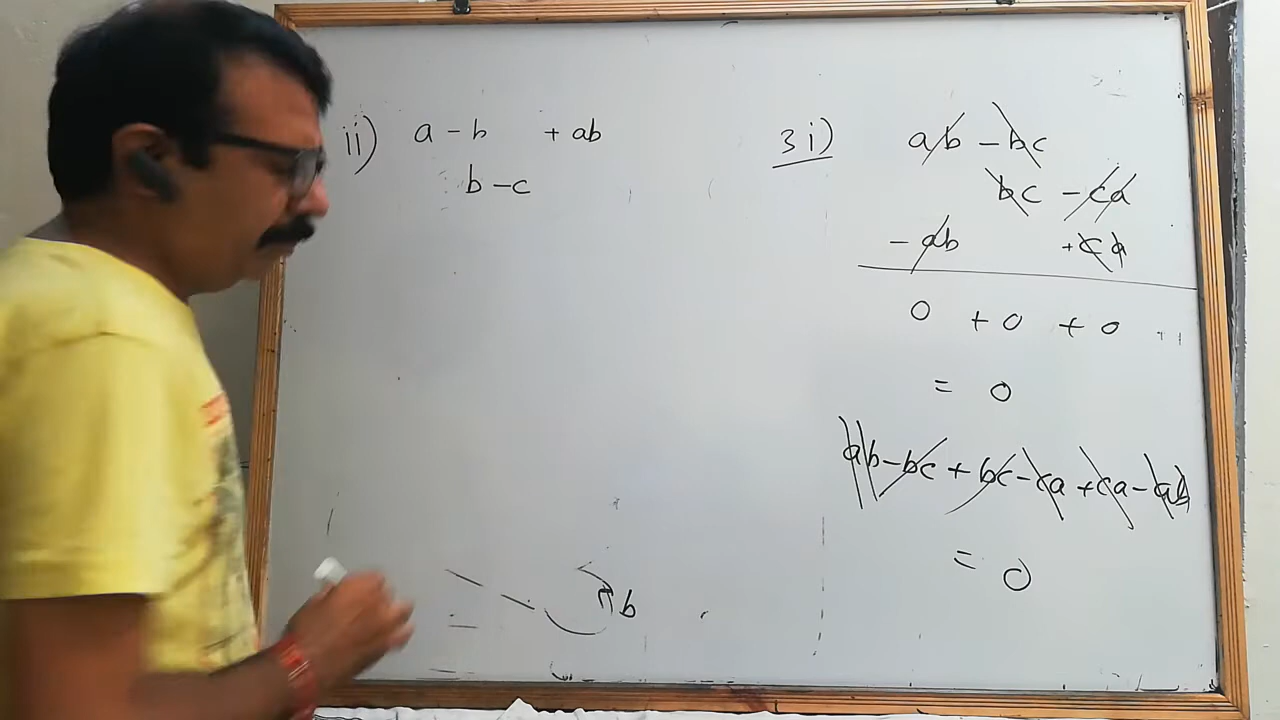 ii) a - b + ab
b - c
3 i) ab - bc
bc - ca
- ab + ca
0 + 0 + 0
= 0
ab - bc + bc - ca + ca - ab
= 0
b